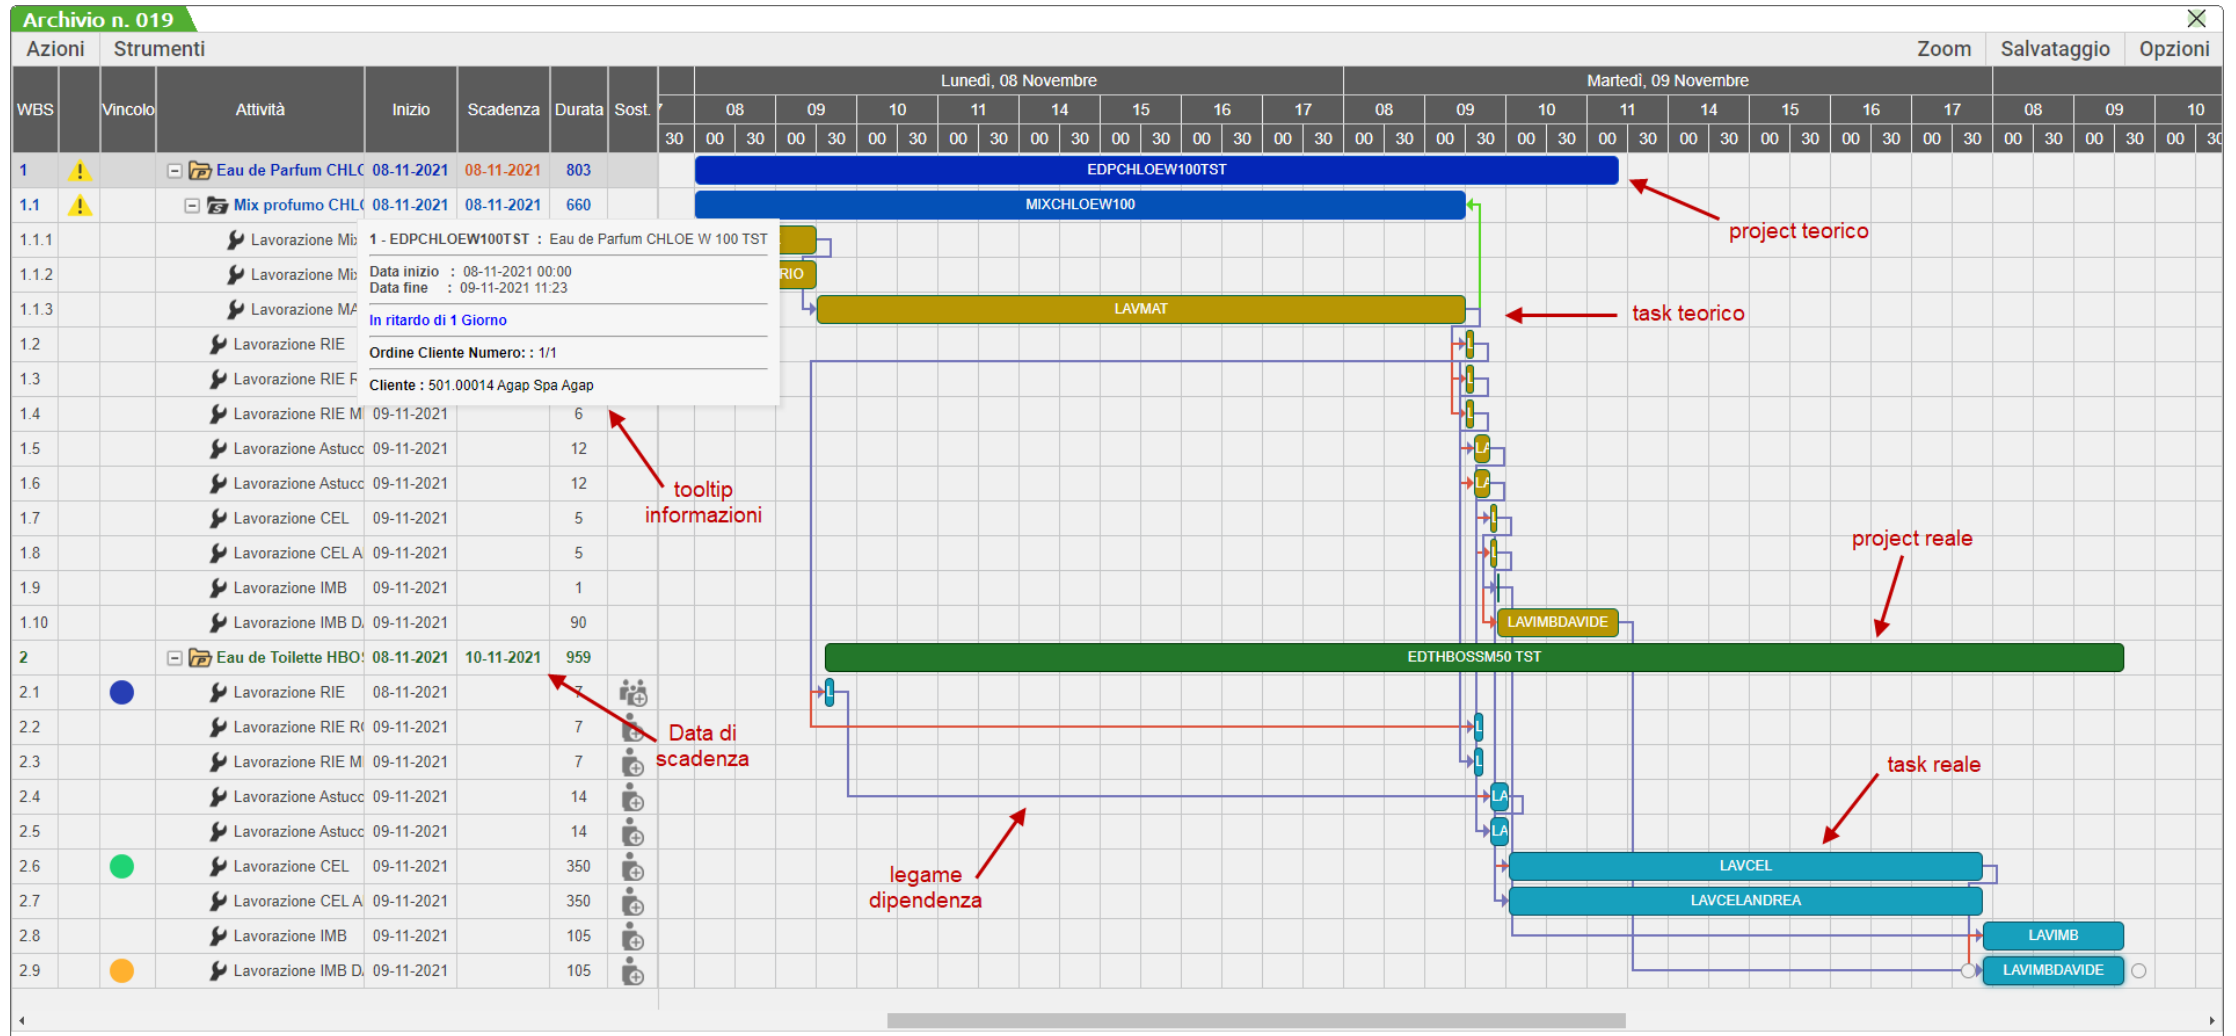 Archivio n. 019
Azioni Strumenti Zoom Salvataggio Opzioni
Lunedì, 08 Novembre Martedì, 09 Novembre
WBS Vincolo Attività Inizio Scadenza Durata Sost.
08 09 10 11 14 15 16 17 08 09 10 11 14 15 16 17 08 09 10
30 00 30 00 30 00 30 00 30 00 30 00 30 00 30 00 30 00 30 00 30 00 30 00 30 00 30 00 30 00 30 00 30 00 30 00 30 00
1 Eau de Parfum CHL 08-11-2021 08-11-2021 803 EDPCHLOEW100TST
1.1 Mix profumo CHL 08-11-2021 08-11-2021 660 MIXCHLOEW100
project teorico
1.1.1 Lavorazione Mix
1 - EDPCHLOEW100TST : Eau de Parfum CHLOE W 100 TST
1.1.2 Lavorazione Mix RIO
Data inizio : 08-11-2021 00:00
Data fine : 09-11-2021 11:23
1.1.3 Lavorazione MA LAVMAT
In ritardo di 1 Giorno
task teorico
1.2 Lavorazione RIE L
Ordine Cliente Numero: : 1/1
1.3 Lavorazione RIE R L
Cliente : 501.00014 Agap Spa Agap
1.4 Lavorazione RIE M 09-11-2021 6 L
1.5 Lavorazione Astucc 09-11-2021 12 LA
1.6 Lavorazione Astucc 09-11-2021 12 LA
tooltip
informazioni
1.7 Lavorazione CEL 09-11-2021 5
project reale
1.8 Lavorazione CEL A 09-11-2021 5
1.9 Lavorazione IMB 09-11-2021 1
1.10 Lavorazione IMB D 09-11-2021 90 LAVIMBDAVIDE
2 Eau de Toilette HBO 08-11-2021 10-11-2021 959 EDTHBOSSM50 TST
2.1 Lavorazione RIE 08-11-2021 7 L
2.2 Lavorazione RIE R 09-11-2021 7 L
Data di
scadenza
2.3 Lavorazione RIE M 09-11-2021 7 L
task reale
2.4 Lavorazione Astucc 09-11-2021 14 LA
2.5 Lavorazione Astucc 09-11-2021 14 LA
2.6 Lavorazione CEL 09-11-2021 350 LAVCEL
legame
dipendenza
2.7 Lavorazione CEL A 09-11-2021 350 LAVCELANDREA
2.8 Lavorazione IMB 09-11-2021 105 LAVIMB
2.9 Lavorazione IMB D 09-11-2021 105 LAVIMBDAVIDE